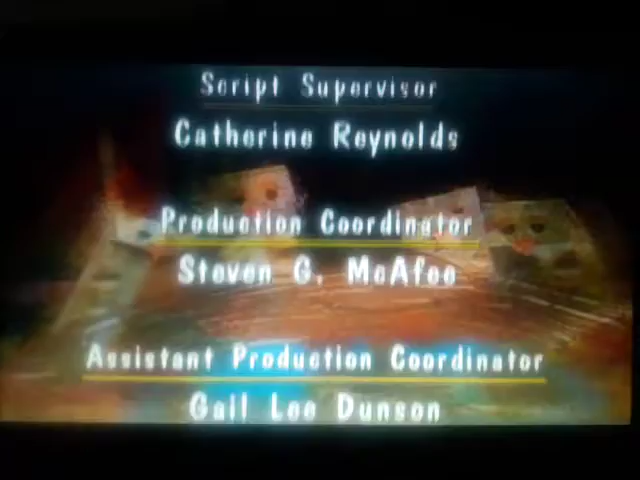 Script Supervisor
Catherine Reynolds
Production Coordinator
Steven G. McAfee
Assistant Production Coordinator
Gail Lee Dunson